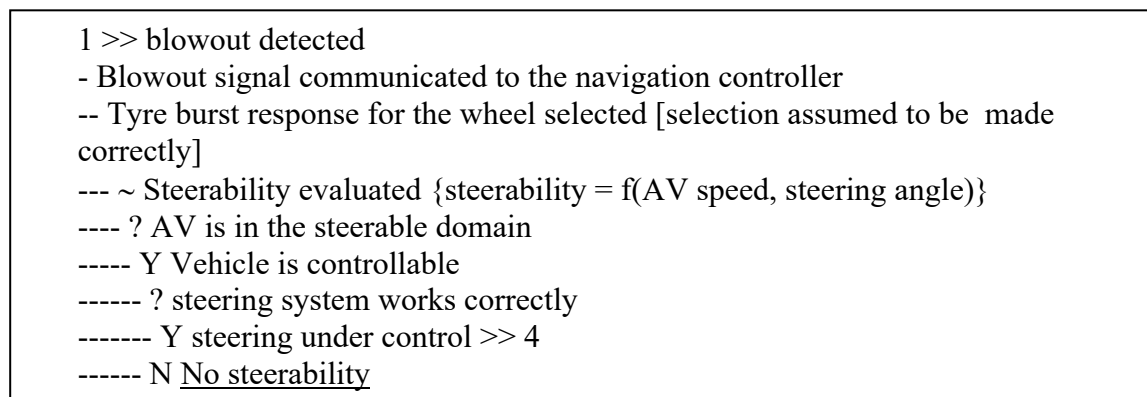 1 >> blowout detected
- Blowout signal communicated to the navigation controller
-- Tyre burst response for the wheel selected [selection assumed to be  made
correctly]
--- ~ Steerability evaluated {steerability = f(AV speed, steering angle)}
---- ? AV is in the steerable domain
----- Y Vehicle is controllable
------ ? steering system works correctly
------- Y steering under control >> 4
------ N No steerability